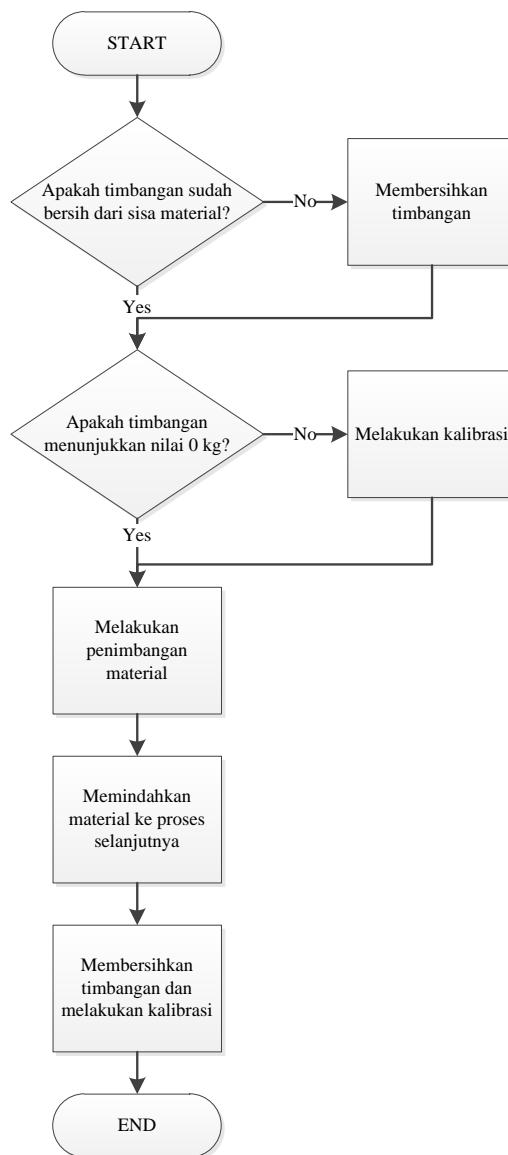 START
Apakah timbangan sudah
bersih dari sisa material?
No
Membersihkan
timbangan
Yes
Apakah timbangan
menunjukkan nilai 0 kg?
No
Melakukan kalibrasi
Yes
Melakukan
penimbangan
material
Memindahkan
material ke proses
selanjutnya
Membersihkan
timbangan dan
melakukan kalibrasi
END